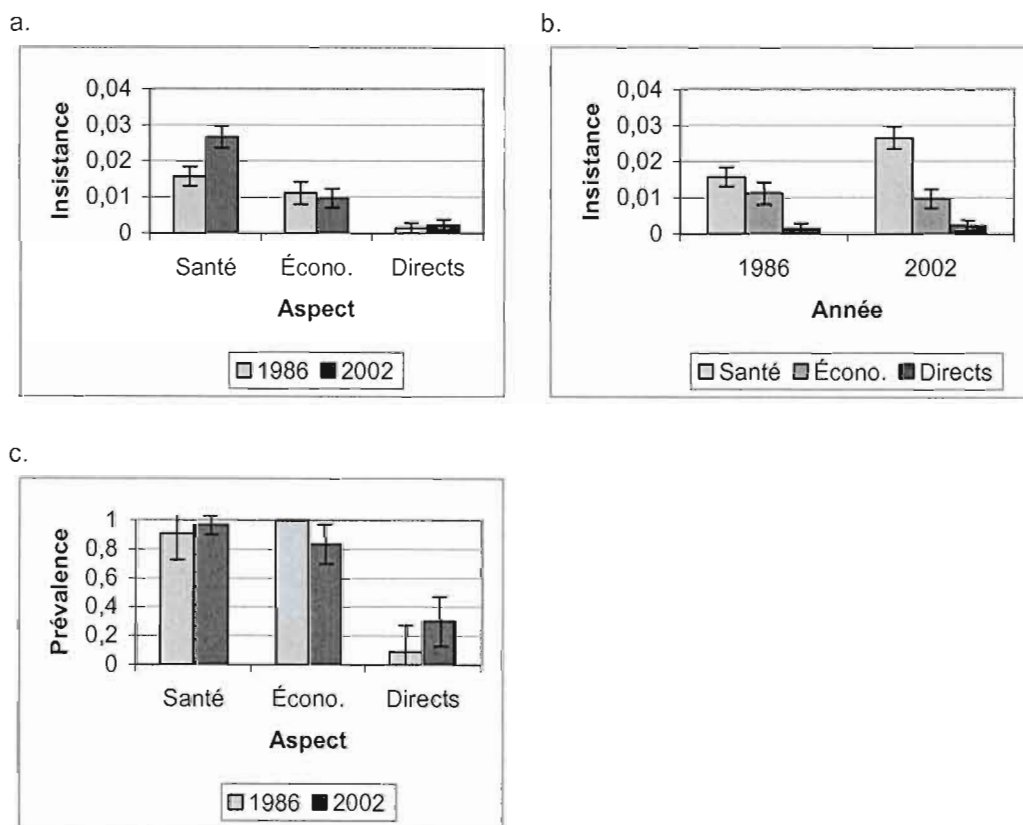 a.
Insistance
0,04
0,03
0,02
0,01
0
Santé Écono. Directs
Aspect
1986 2002
b.
Insistance
0,04
0,03
0,02
0,01
0
1986 2002
Année
Santé Écono. Directs
c.
Prévalence
1
0,8
0,6
0,4
0,2
0
Santé Écono. Directs
Aspect
1986 2002